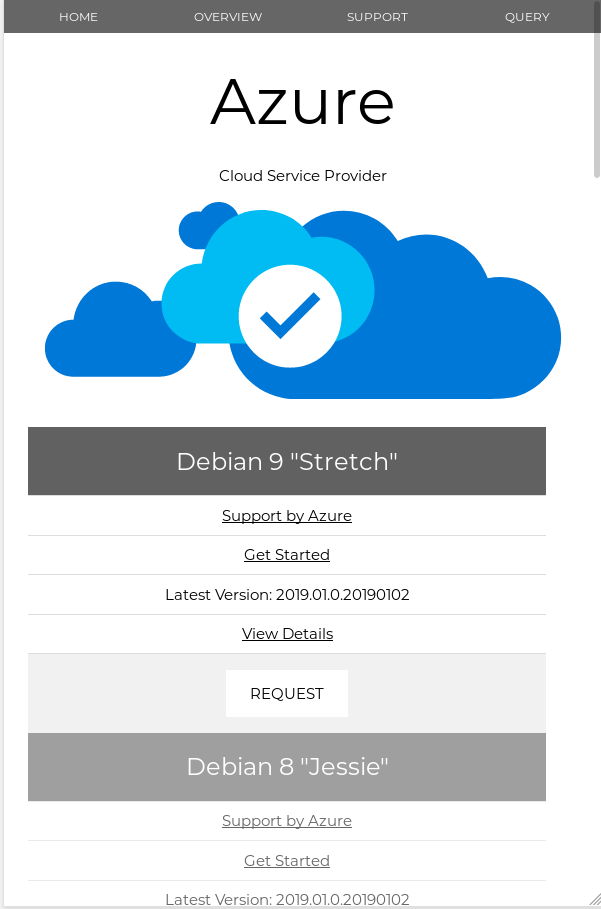 HOME OVERVIEW SUPPORT QUERY
Azure
Cloud Service Provider
Debian 9 "Stretch"
Support by Azure
Get Started
Latest Version: 2019.01.0.20190102
View Details
REQUEST
Debian 8 "Jessie"
Support by Azure
Get Started
Latest Version: 2019.01.0.20190102